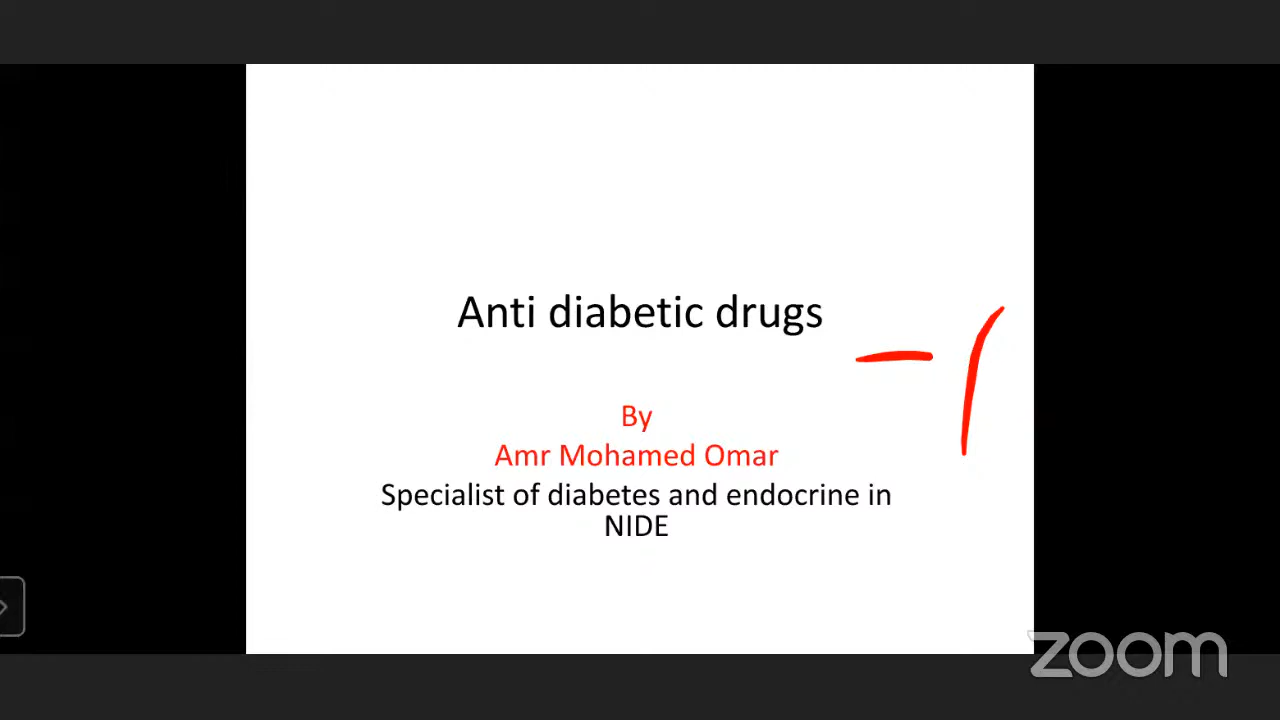 Anti diabetic drugs
By
Amr Mohamed Omar
Specialist of diabetes and endocrine in
NIDE
zoom